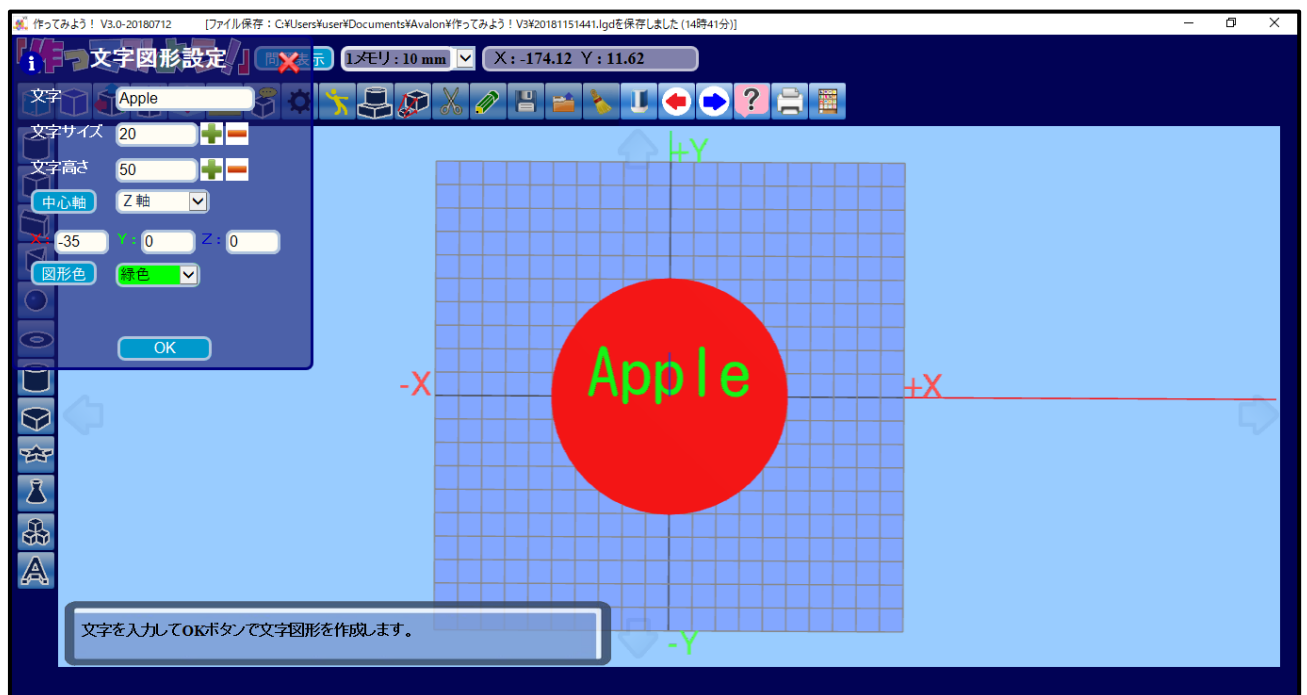 作ってみよう! V3.0-20180712 [ファイル保存:C:¥Users¥user¥Documents¥Avalon¥作ってみよう!V3¥20181151441.lgdを保存しました(14時41分)]
文字図形設定
1メモリ:10 mm
X:-174.12 Y:11.62
文字 Apple
文字サイズ 20
文字高さ 50
中心軸 Z 軸
X: -35 Y: 0 Z: 0
図形色 緑色
OK
+Y
-X
Apple
+X
-Y
A
文字を入力してOKボタンで文字図形を作成します。